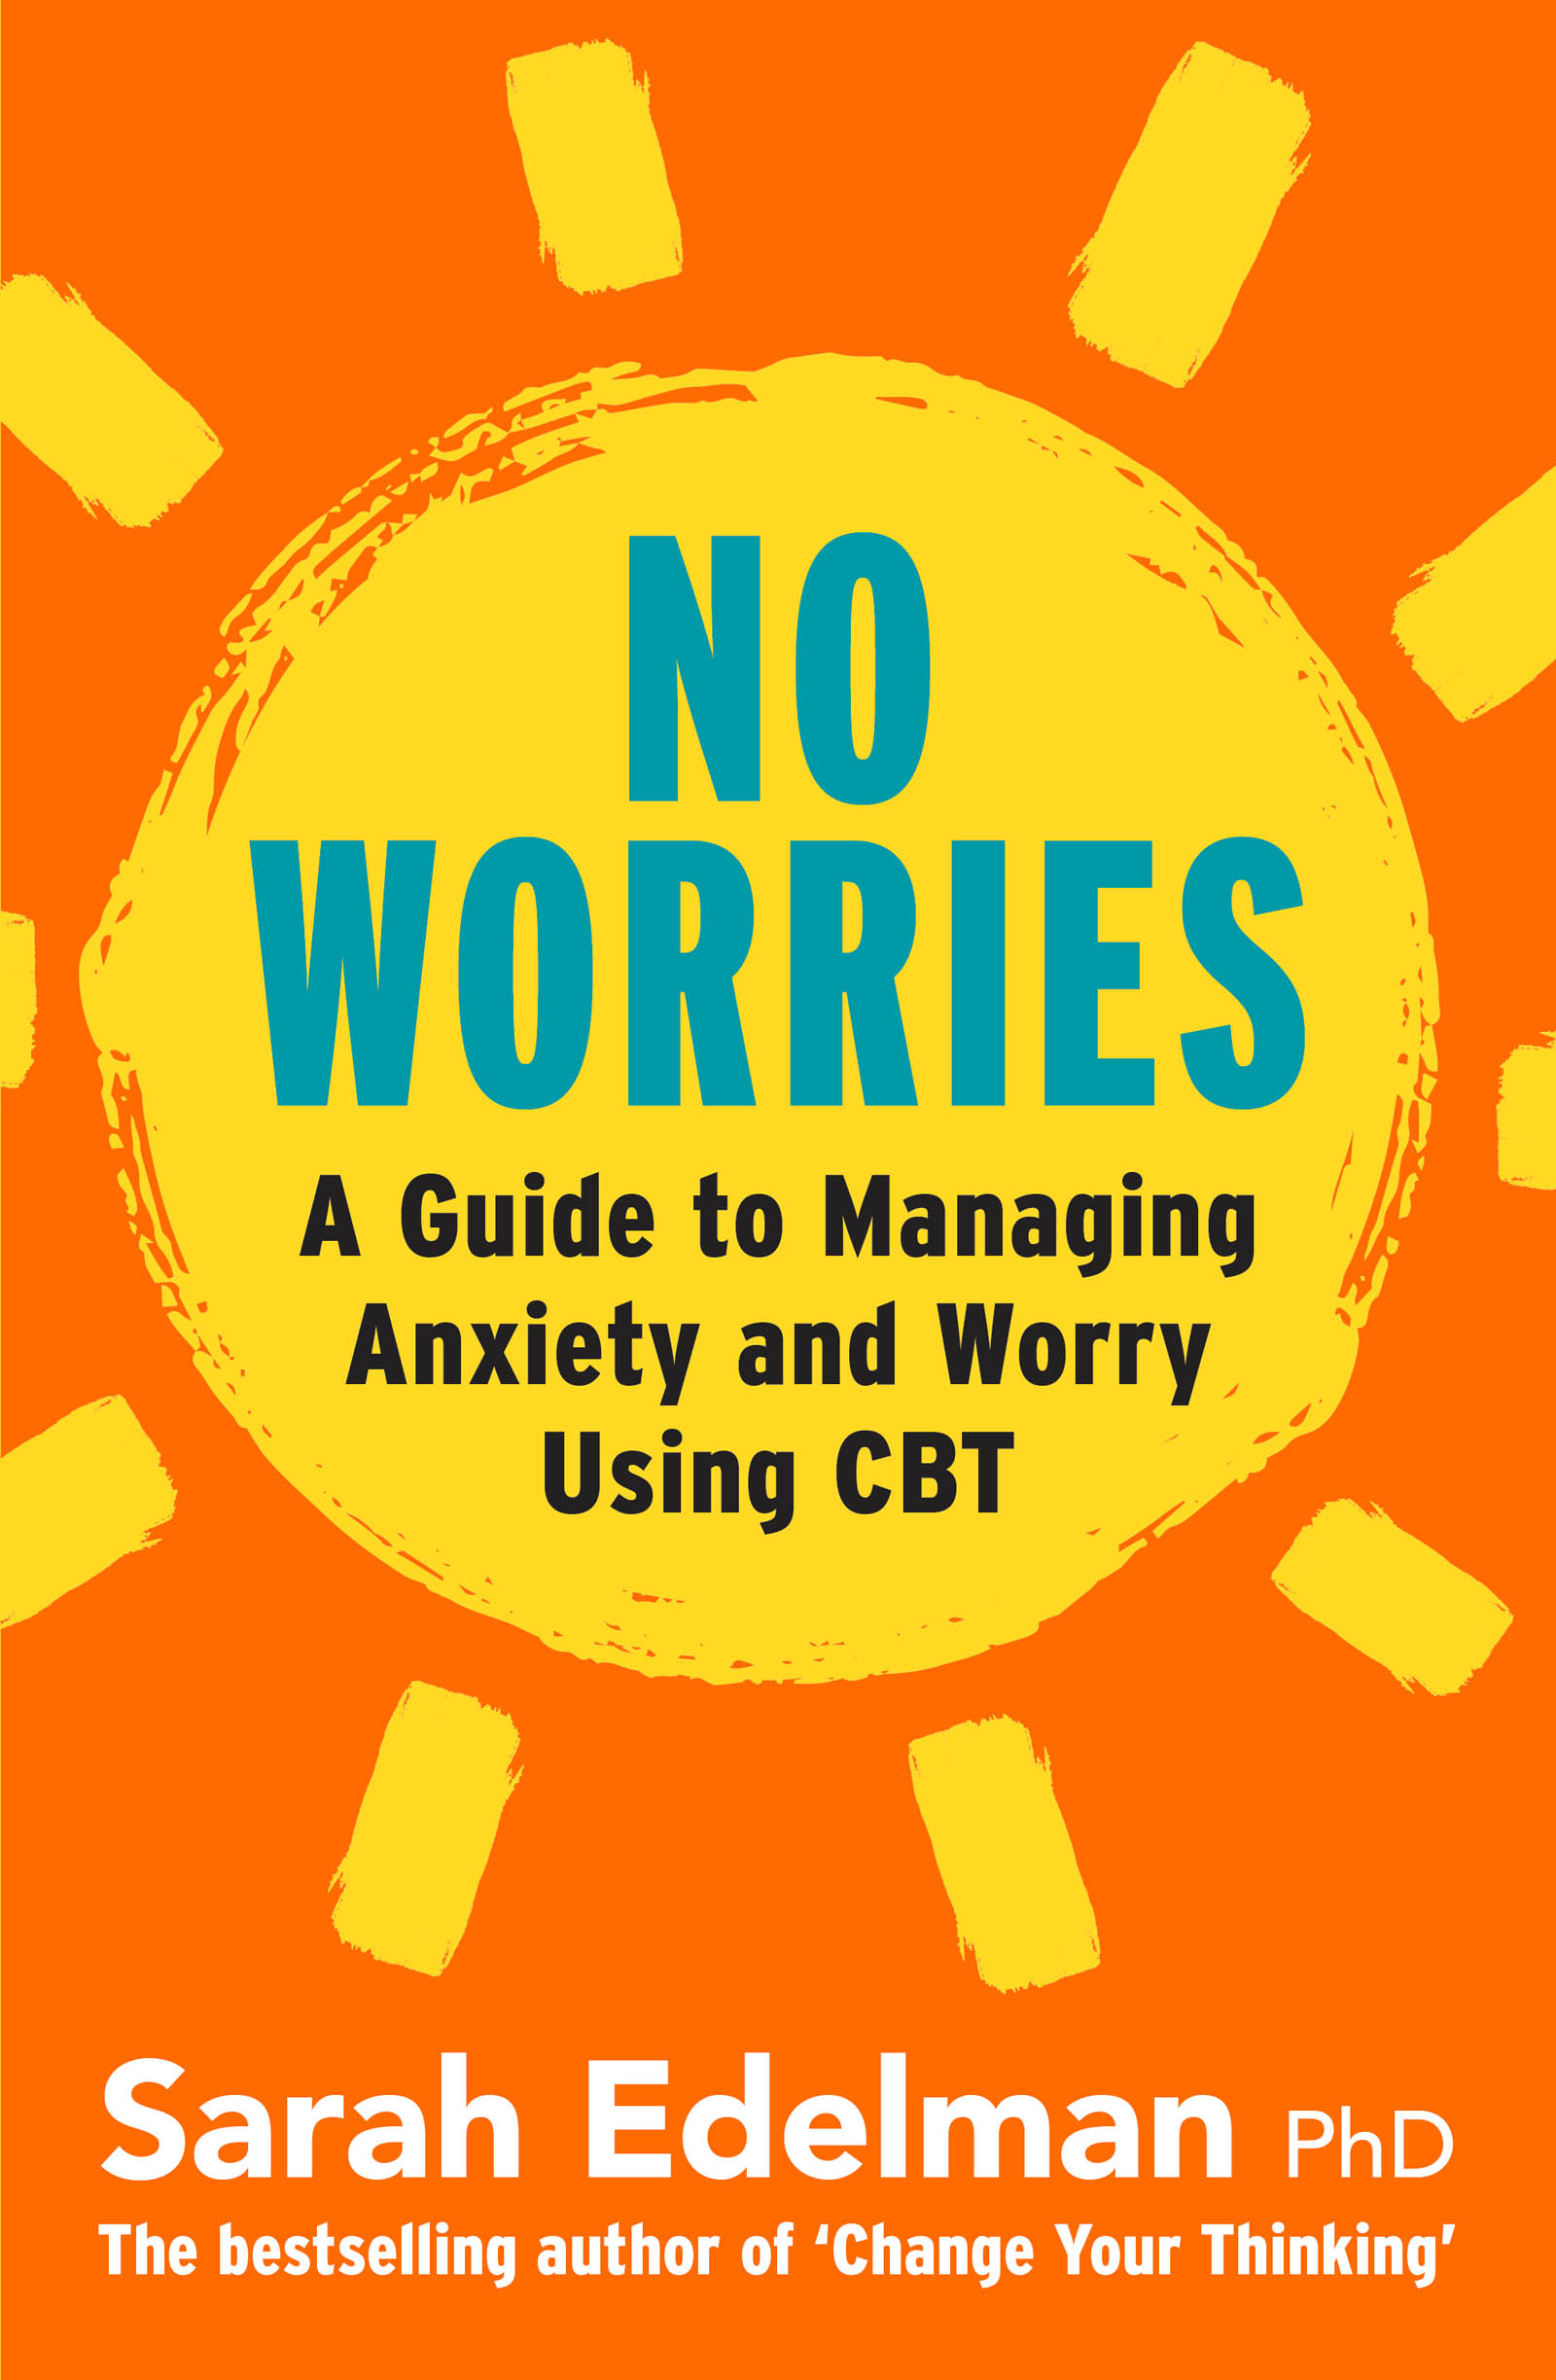 NO
WORRIES
A Guide to Managing
Anxiety and Worry
Using CBT
Sarah Edelman PhD
The bestselling author of ‘Change Your Thinking’